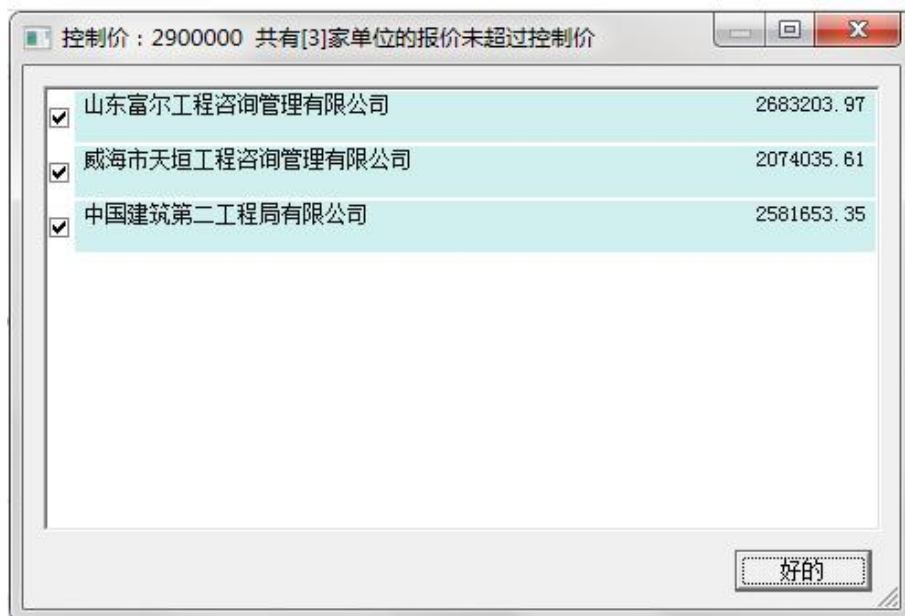 控制价：2900000 共有[3]家单位的报价未超过控制价
山东富尔工程咨询管理有限公司 2683203.97
威海市天垣工程咨询管理有限公司 2074035.61
中国建筑第二工程局有限公司 2581653.35
好的